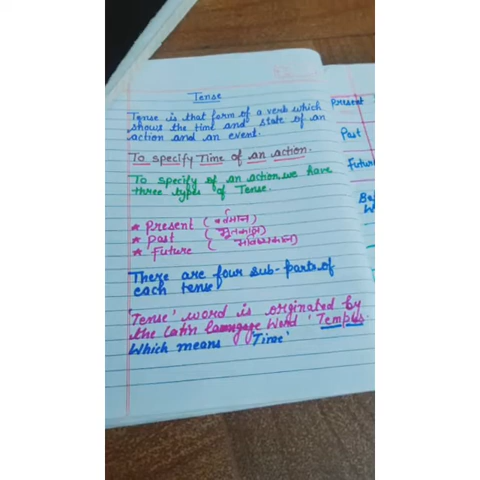 Tense
Tense is that form of a verb which
shows the time and state of an
action and an event.
To specify Time of an action.
To specify of an action, we have
three types of Tense.
* Present (वर्तमान)
* Past (भूतकाल)
* Future (भविष्यकाल)
There are four sub-parts of
each tense
'Tense' word is orginated by
the Latin language Word 'Tempus'
Which means 'Time'
Present
Past
Future